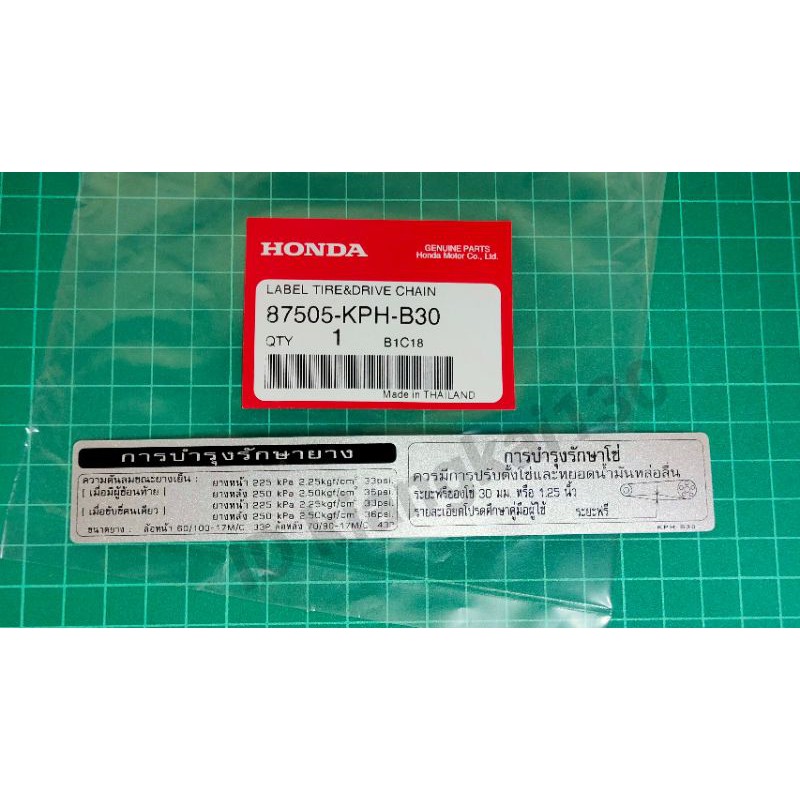 HONDA
GENUINE PARTS
Honda Motor Co., Ltd.
LABEL TIRE&DRIVE CHAIN
87505-KPH-B30
QTY 1 B1C18
Made in THAILAND
การบำรุงรักษายาง
ความดันลมขณะยางเย็น : ยางหน้า 225 kPa 2.25kgf/cm² 33psi.
[ เมื่อมีผู้ซ้อนท้าย ] ยางหลัง 250 kPa 2.50kgf/cm² 36psi.
ยางหน้า 225 kPa 2.25kgf/cm² 33psi.
[ เมื่อขับขี่คนเดียว ] ยางหลัง 250 kPa 2.50kgf/cm² 36psi.
ขนาดยาง : ล้อหน้า 60/100-17M/C 33P ล้อหลัง 70/90-17M/C 43P
การบำรุงรักษาโซ่
ควรมีการปรับตั้งโซ่และหยอดน้ำมันหล่อลื่น
ระยะฟรีของโซ่ 30 มม. หรือ 1.25 นิ้ว
รายละเอียดโปรดศึกษาคู่มือผู้ใช้ ระยะฟรี
KPH-B30